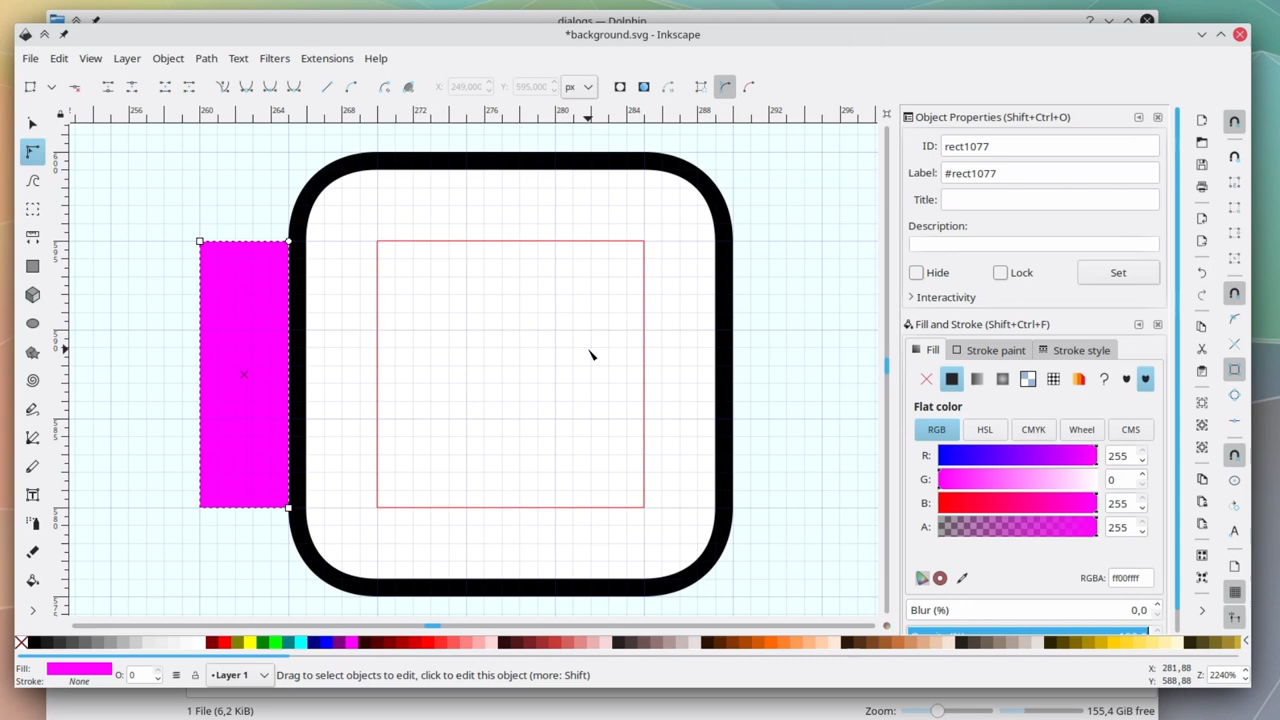 dialogs — Dolphin
*background.svg - Inkscape
File Edit View Layer Object Path Text Filters Extensions Help
X: 249,000 Y: 595,000 px
256 260 264 268 272 276 280 284 288 292 296
Object Properties (Shift+Ctrl+O)
ID: rect1077
Label: #rect1077
Title:
Description:
Hide Lock Set
Interactivity
Fill and Stroke (Shift+Ctrl+F)
Fill Stroke paint Stroke style
Flat color
RGB HSL CMYK Wheel CMS
R: 255
G: 0
B: 255
A: 255
RGBA: ff00ffff
Blur (%) 0,0
Fill: O: 0 Layer 1 Drag to select objects to edit, click to edit this object (more: Shift) X: 281,88 Z: 2240%
Stroke: None Y: 588,88
1 File (6,2 KiB) Zoom: 155,4 GiB free